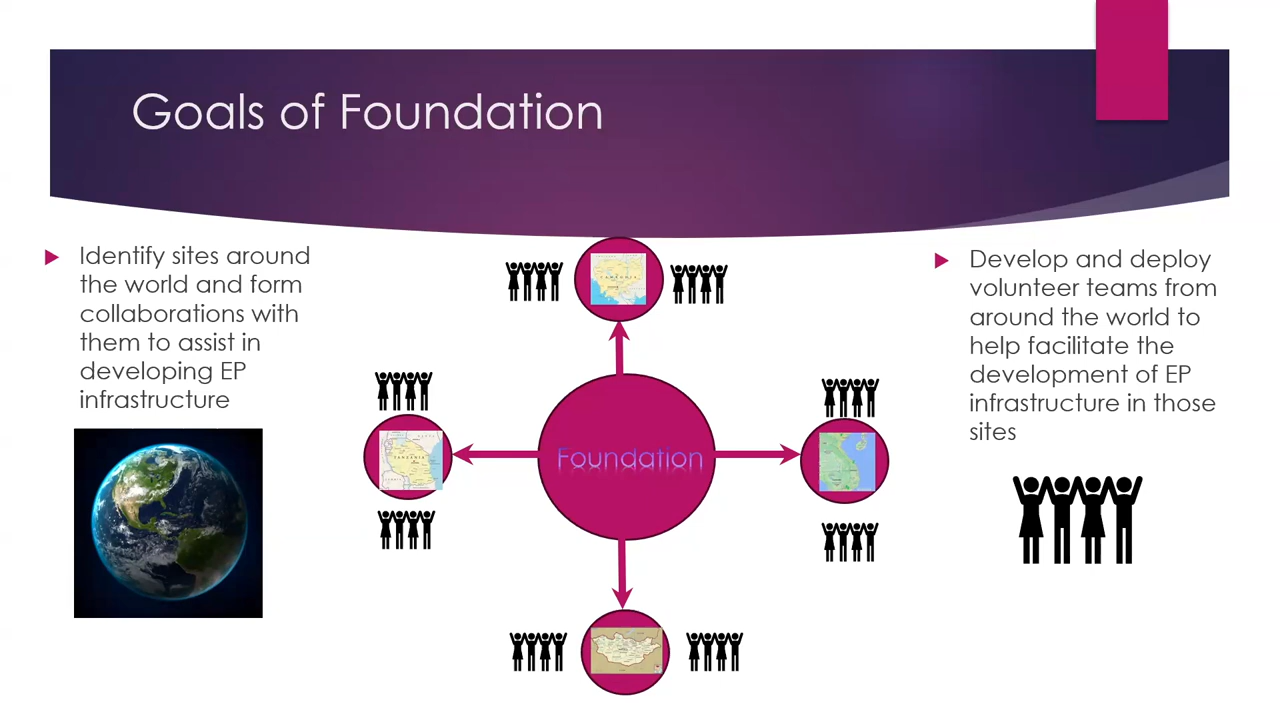 Goals of Foundation
Identify sites around
the world and form
collaborations with
them to assist in
developing EP
infrastructure
Develop and deploy
volunteer teams from
around the world to
help facilitate the
development of EP
infrastructure in those
sites
TANZANIA
Foundation